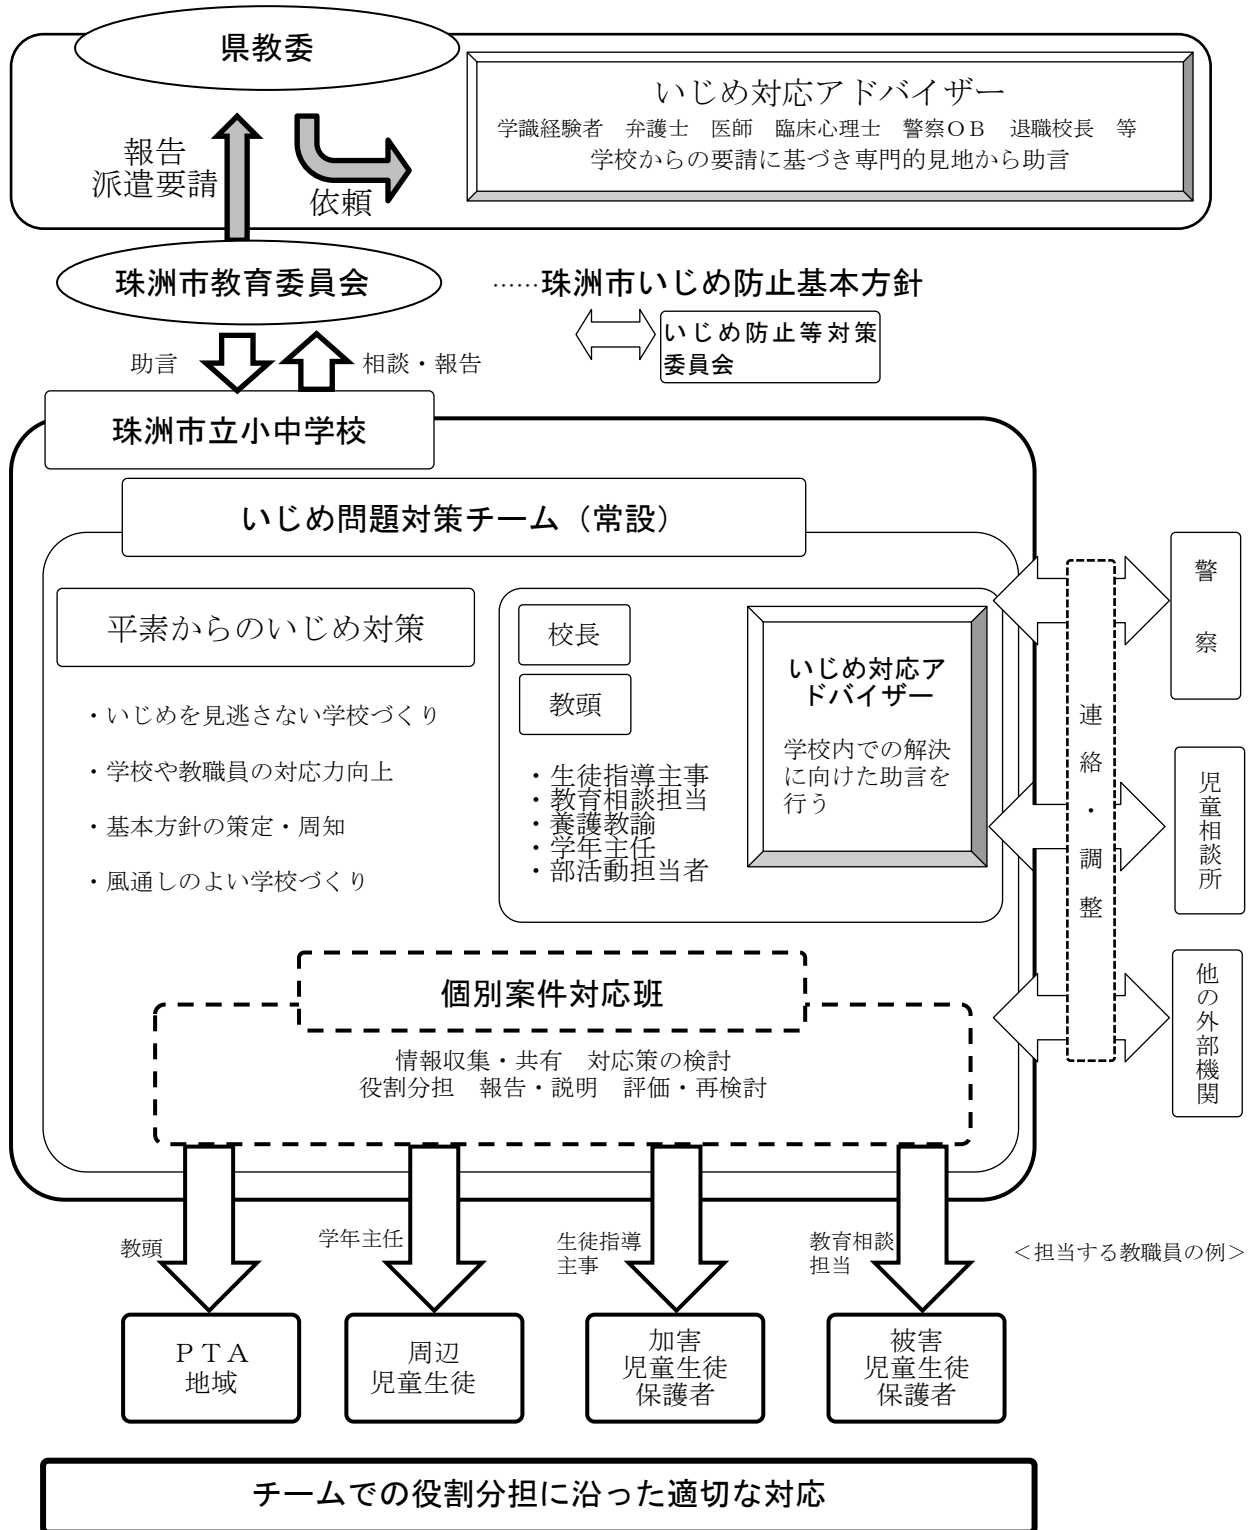 県教委
いじめ対応アドバイザー
学識経験者　弁護士　医師　臨床心理士　警察ＯＢ　退職校長　等
学校からの要請に基づき専門的見地から助言
報告
派遣要請
依頼
珠洲市教育委員会
……珠洲市いじめ防止基本方針
いじめ防止等対策
委員会
助言
相談・報告
珠洲市立小中学校
いじめ問題対策チーム（常設）
平素からのいじめ対策
・いじめを見逃さない学校づくり
・学校や教職員の対応力向上
・基本方針の策定・周知
・風通しのよい学校づくり
校長
教頭
・生徒指導主事
・教育相談担当
・養護教諭
・学年主任
・部活動担当者
いじめ対応ア
ドバイザー
学校内での解決
に向けた助言を
行う
連絡・調整
警察
児童相談所
他の外部機関
個別案件対応班
情報収集・共有　対応策の検討
役割分担　報告・説明　評価・再検討
教頭
学年主任
生徒指導
主事
教育相談
担当
＜担当する教職員の例＞
ＰＴＡ
地域
周辺
児童生徒
加害
児童生徒
保護者
被害
児童生徒
保護者
チームでの役割分担に沿った適切な対応